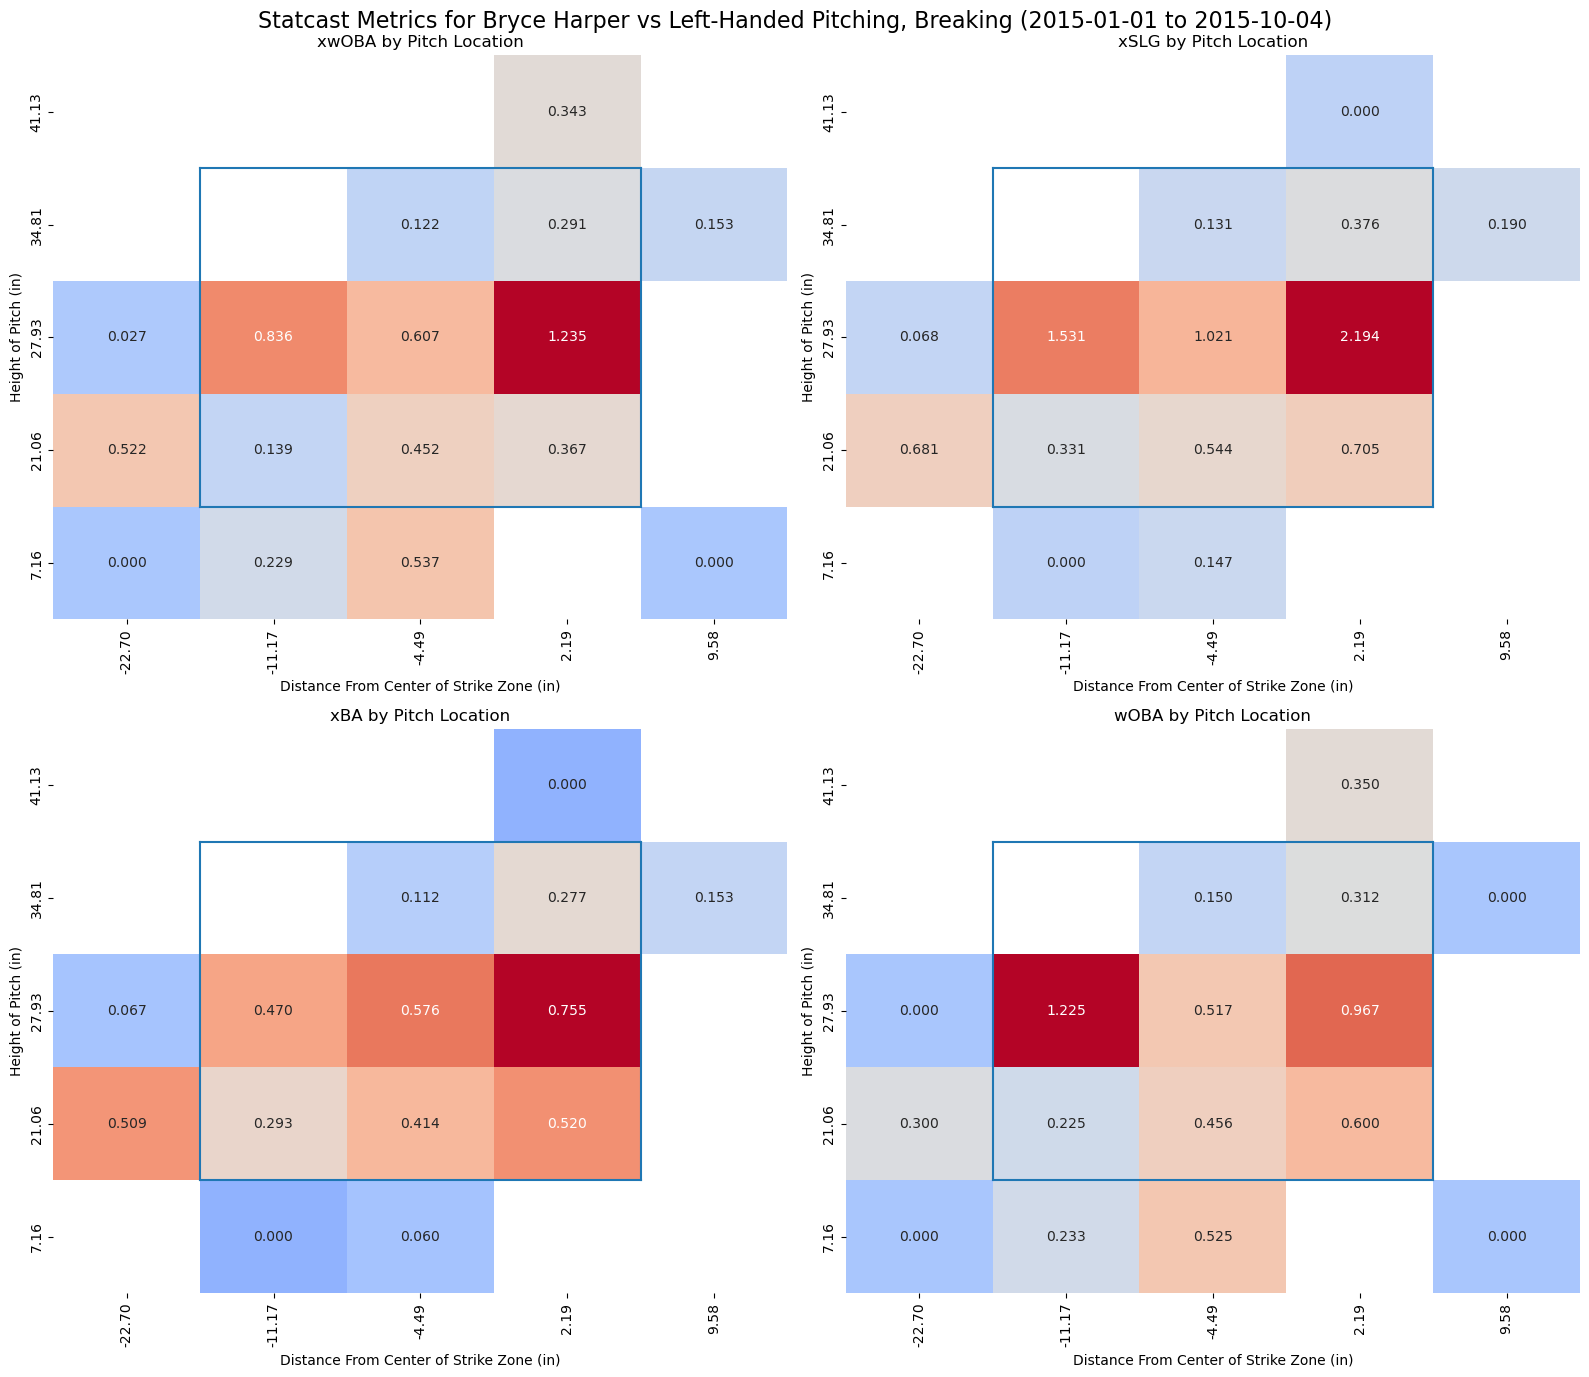 Statcast Metrics for Bryce Harper vs Left-Handed Pitching, Breaking (2015-01-01 to 2015-10-04)
xwOBA by Pitch Location
Height of Pitch (in)
41.13
0.343
34.81
0.122 0.291 0.153
27.93
0.027 0.836 0.607 1.235
21.06
0.522 0.139 0.452 0.367
7.16
0.000 0.229 0.537 0.000
-22.70 -11.17 -4.49 2.19 9.58
Distance From Center of Strike Zone (in)
xSLG by Pitch Location
Height of Pitch (in)
41.13
0.000
34.81
0.131 0.376 0.190
27.93
0.068 1.531 1.021 2.194
21.06
0.681 0.331 0.544 0.705
7.16
0.000 0.147
-22.70 -11.17 -4.49 2.19 9.58
Distance From Center of Strike Zone (in)
xBA by Pitch Location
Height of Pitch (in)
41.13
0.000
34.81
0.112 0.277 0.153
27.93
0.067 0.470 0.576 0.755
21.06
0.509 0.293 0.414 0.520
7.16
0.000 0.060
-22.70 -11.17 -4.49 2.19 9.58
Distance From Center of Strike Zone (in)
wOBA by Pitch Location
Height of Pitch (in)
41.13
0.350
34.81
0.150 0.312 0.000
27.93
0.000 1.225 0.517 0.967
21.06
0.300 0.225 0.456 0.600
7.16
0.000 0.233 0.525 0.000
-22.70 -11.17 -4.49 2.19 9.58
Distance From Center of Strike Zone (in)